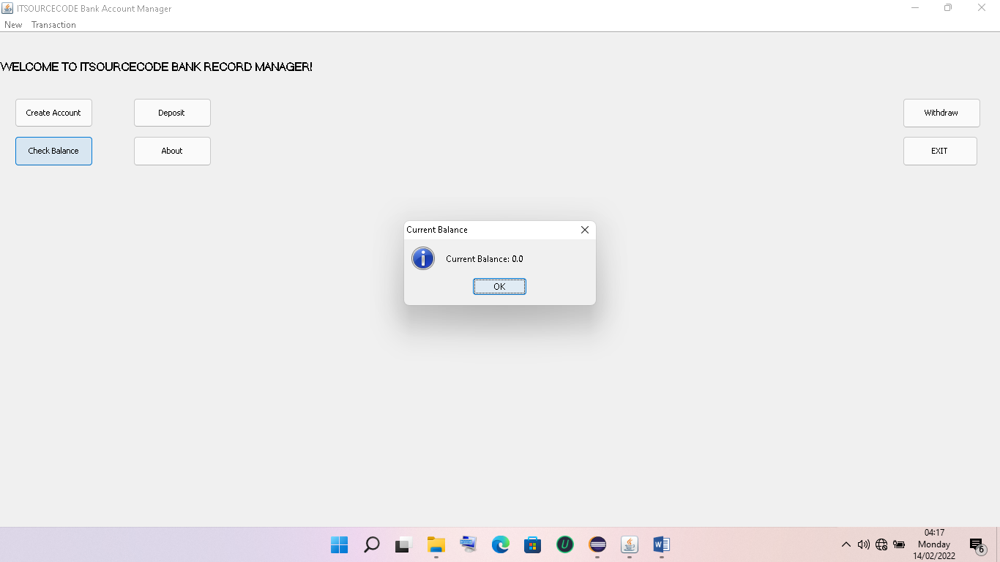 ITSOURCECODE Bank Account Manager
New Transaction
WELCOME TO ITSOURCECODE BANK RECORD MANAGER!
Create Account Deposit Withdraw
Check Balance About EXIT
Current Balance
Current Balance: 0.0
OK
04:17
Monday
14/02/2022
6